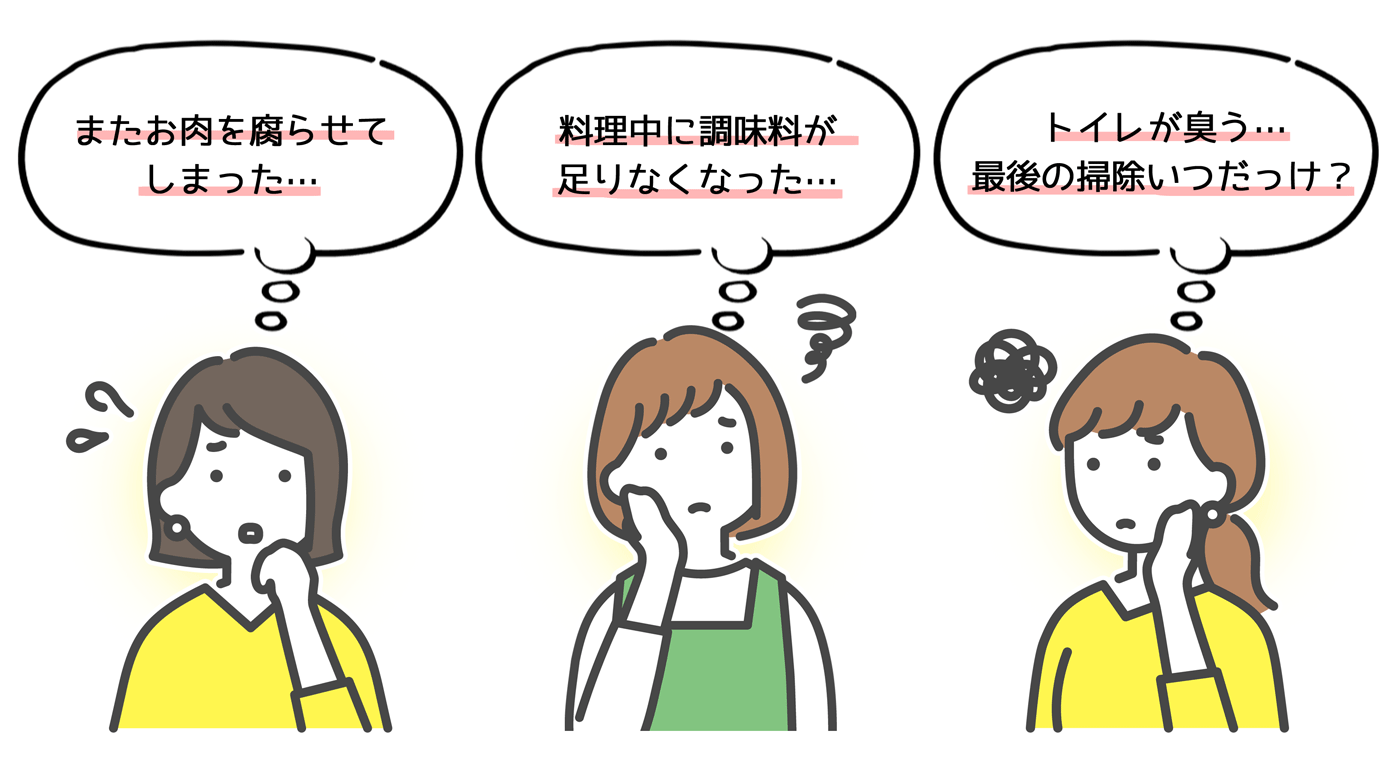 またお肉を腐らせて
しまった…
料理中に調味料が
足りなくなった…
トイレが臭う…
最後の掃除いつだっけ？